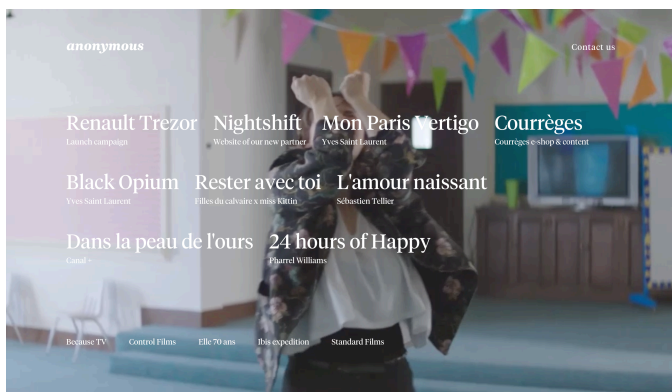 anonymous
Contact us
Renault Trezor Nightshift Mon Paris Vertigo Courrèges
Launch campaign Website of our new partner Yves Saint Laurent Courrèges e-shop & content
Black Opium Rester avec toi L'amour naissant
Yves Saint Laurent Filles du calvaire x miss Kittin Sébastien Tellier
Dans la peau de l'ours 24 hours of Happy
Canal + Pharrel Williams
Because TV Control Films Elle 70 ans Ibis expedition Standard Films